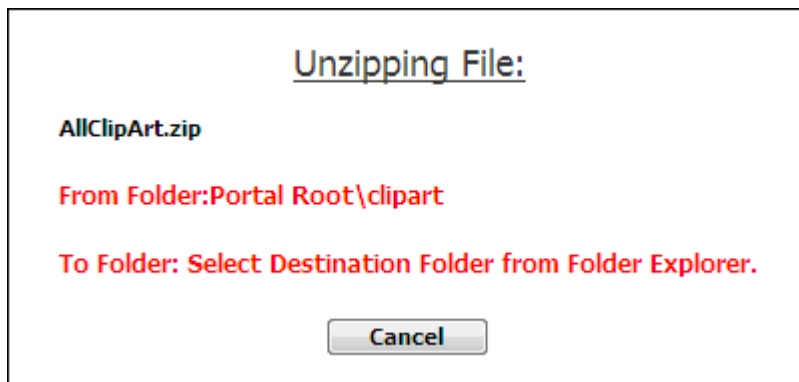 Unzipping File:
AllClipArt.zip
From Folder:Portal Root\clipart
To Folder: Select Destination Folder from Folder Explorer.
Cancel